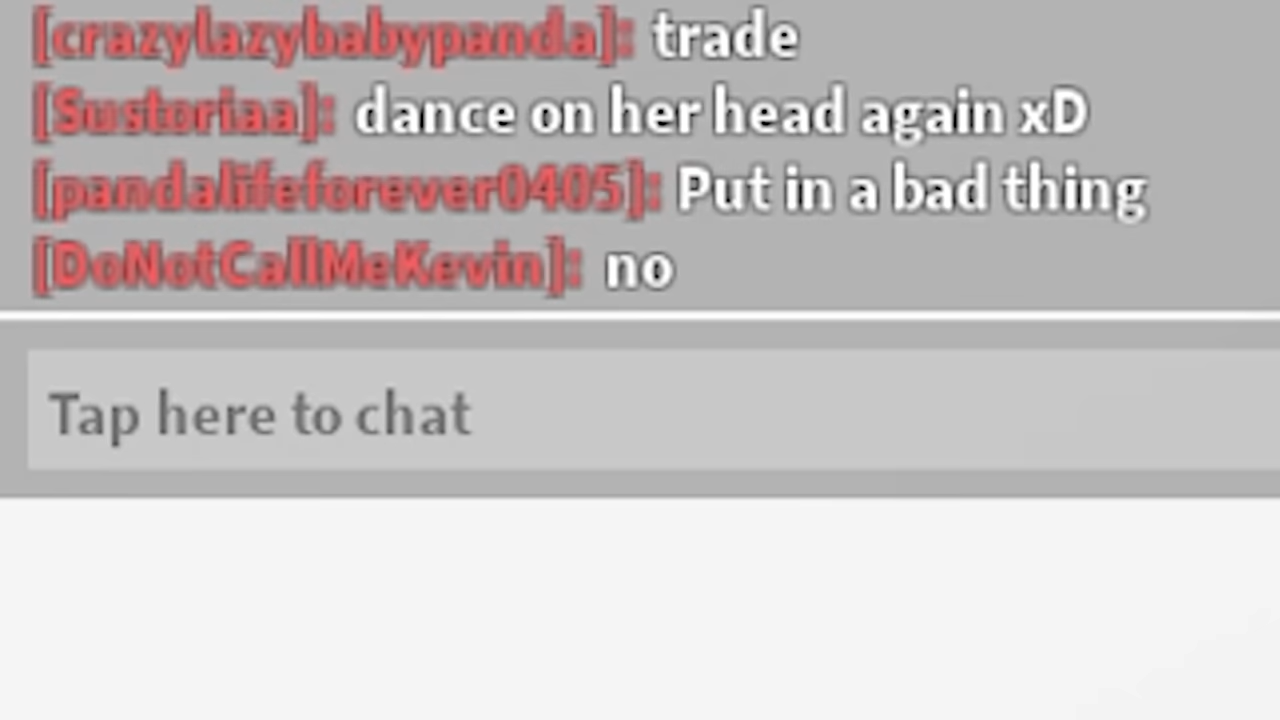 [crazylazybabypanda]: trade
[Sustoriaa]: dance on her head again xD
[pandalifeforever0405]: Put in a bad thing
[DoNotCallMeKevin]: no
Tap here to chat